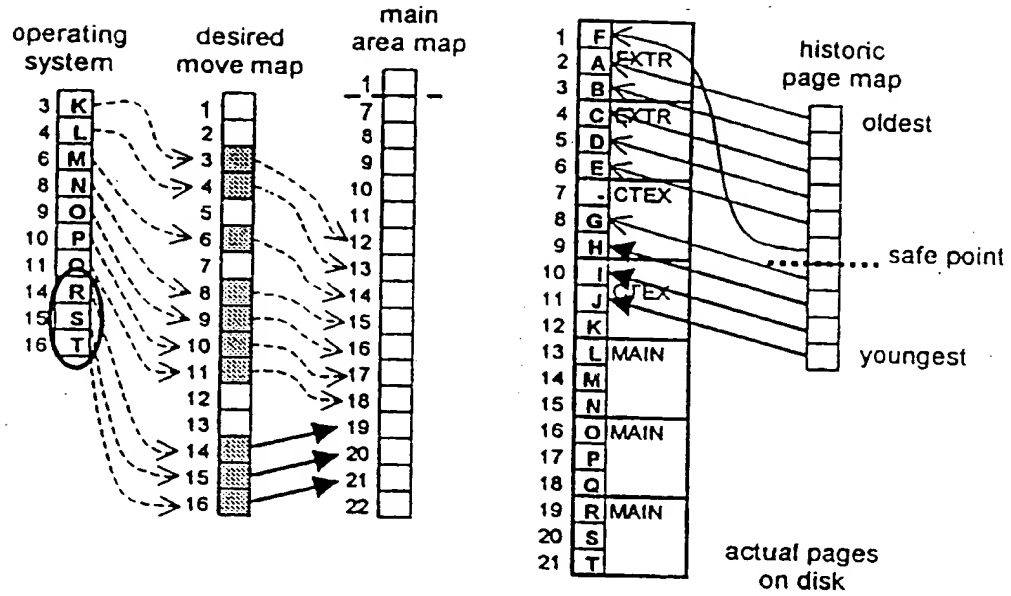 operating
system
3 K
4 L
6 M
8 N
9 O
10 P
11 Q
14 R
15 S
16 T
desired
move map
1
2
3
4
5
6
7
8
9
10
11
12
13
14
15
16
main
area map
1
7
8
9
10
11
12
13
14
15
16
17
18
19
20
21
22
1 F
2 A EXTR
3 B
4 C EXTR
5 D
6 E
7 - CTEX
8 G
9 H
10 I
11 J CTEX
12 K
13 L MAIN
14 M
15 N
16 O MAIN
17 P
18 Q
19 R MAIN
20 S
21 T
historic
page map
oldest
safe point
youngest
actual pages
on disk